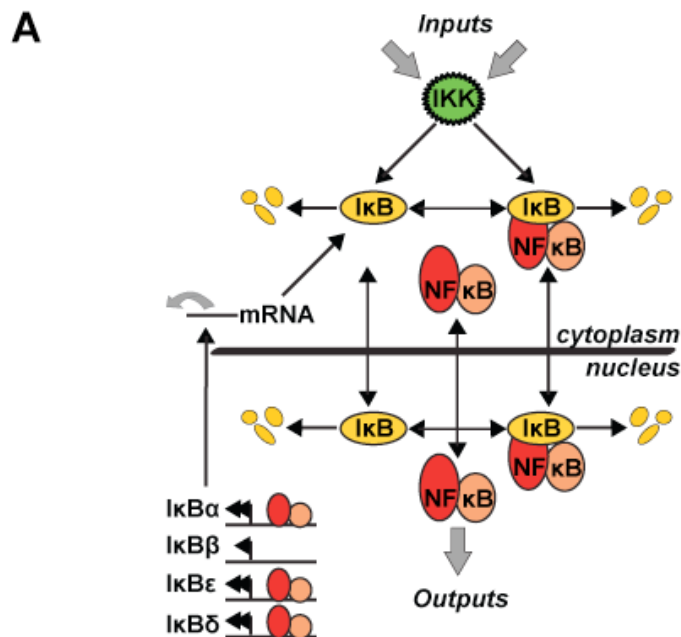 A
Inputs
IKK
IκB
IκB
NF κB
NF κB
mRNA
cytoplasm
nucleus
IκB
IκB
NF κB
NF κB
IκBα
IκBβ
IκBε
IκBδ
Outputs